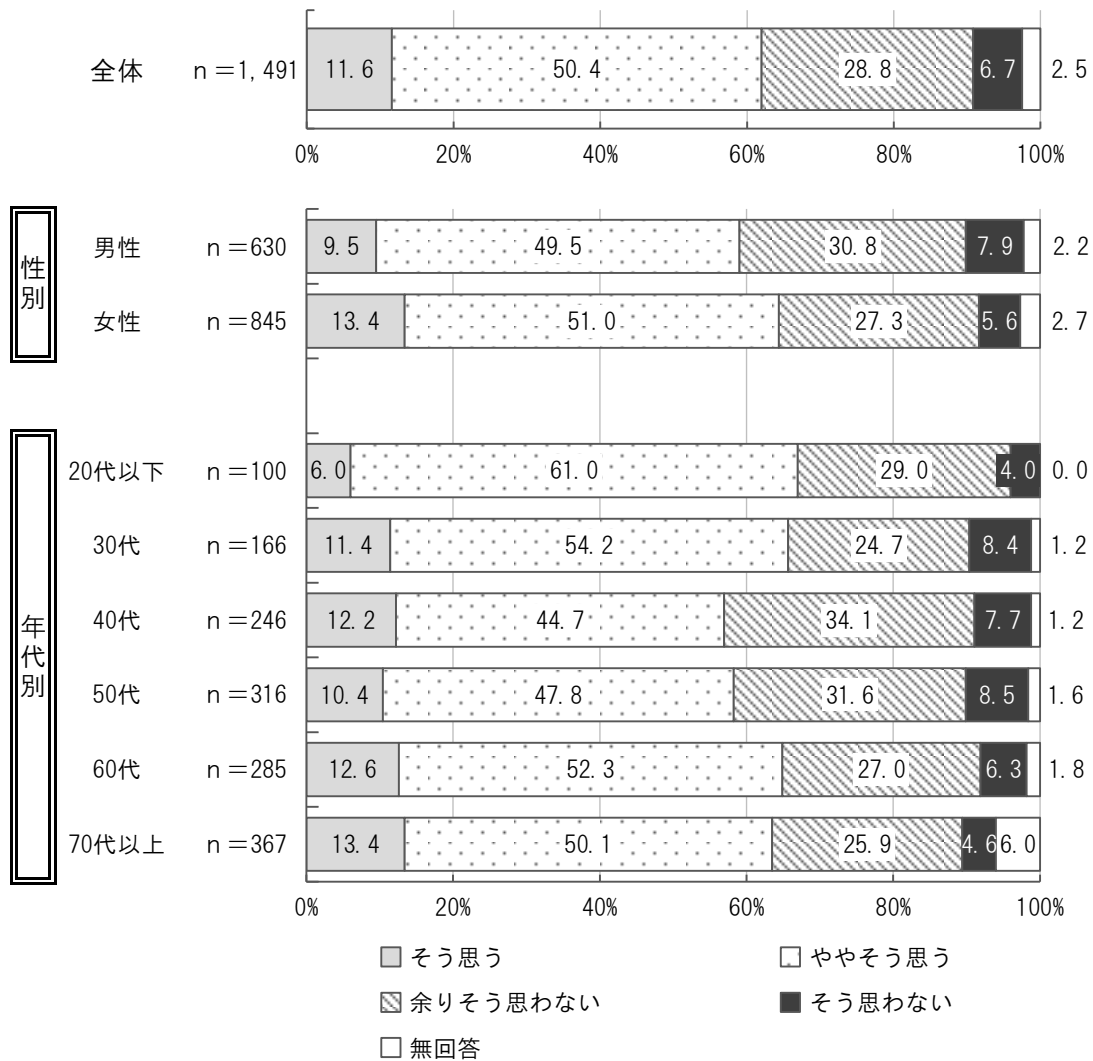 全体 n＝1,491 11.6 50.4 28.8 6.7 2.5
0% 20% 40% 60% 80% 100%
性別
男性 n＝630 9.5 49.5 30.8 7.9 2.2
女性 n＝845 13.4 51.0 27.3 5.6 2.7
年代別
20代以下 n＝100 6.0 61.0 29.0 4.0 0.0
30代 n＝166 11.4 54.2 24.7 8.4 1.2
40代 n＝246 12.2 44.7 34.1 7.7 1.2
50代 n＝316 10.4 47.8 31.6 8.5 1.6
60代 n＝285 12.6 52.3 27.0 6.3 1.8
70代以上 n＝367 13.4 50.1 25.9 4.6 6.0
0% 20% 40% 60% 80% 100%
そう思う ややそう思う
余りそう思わない そう思わない
無回答